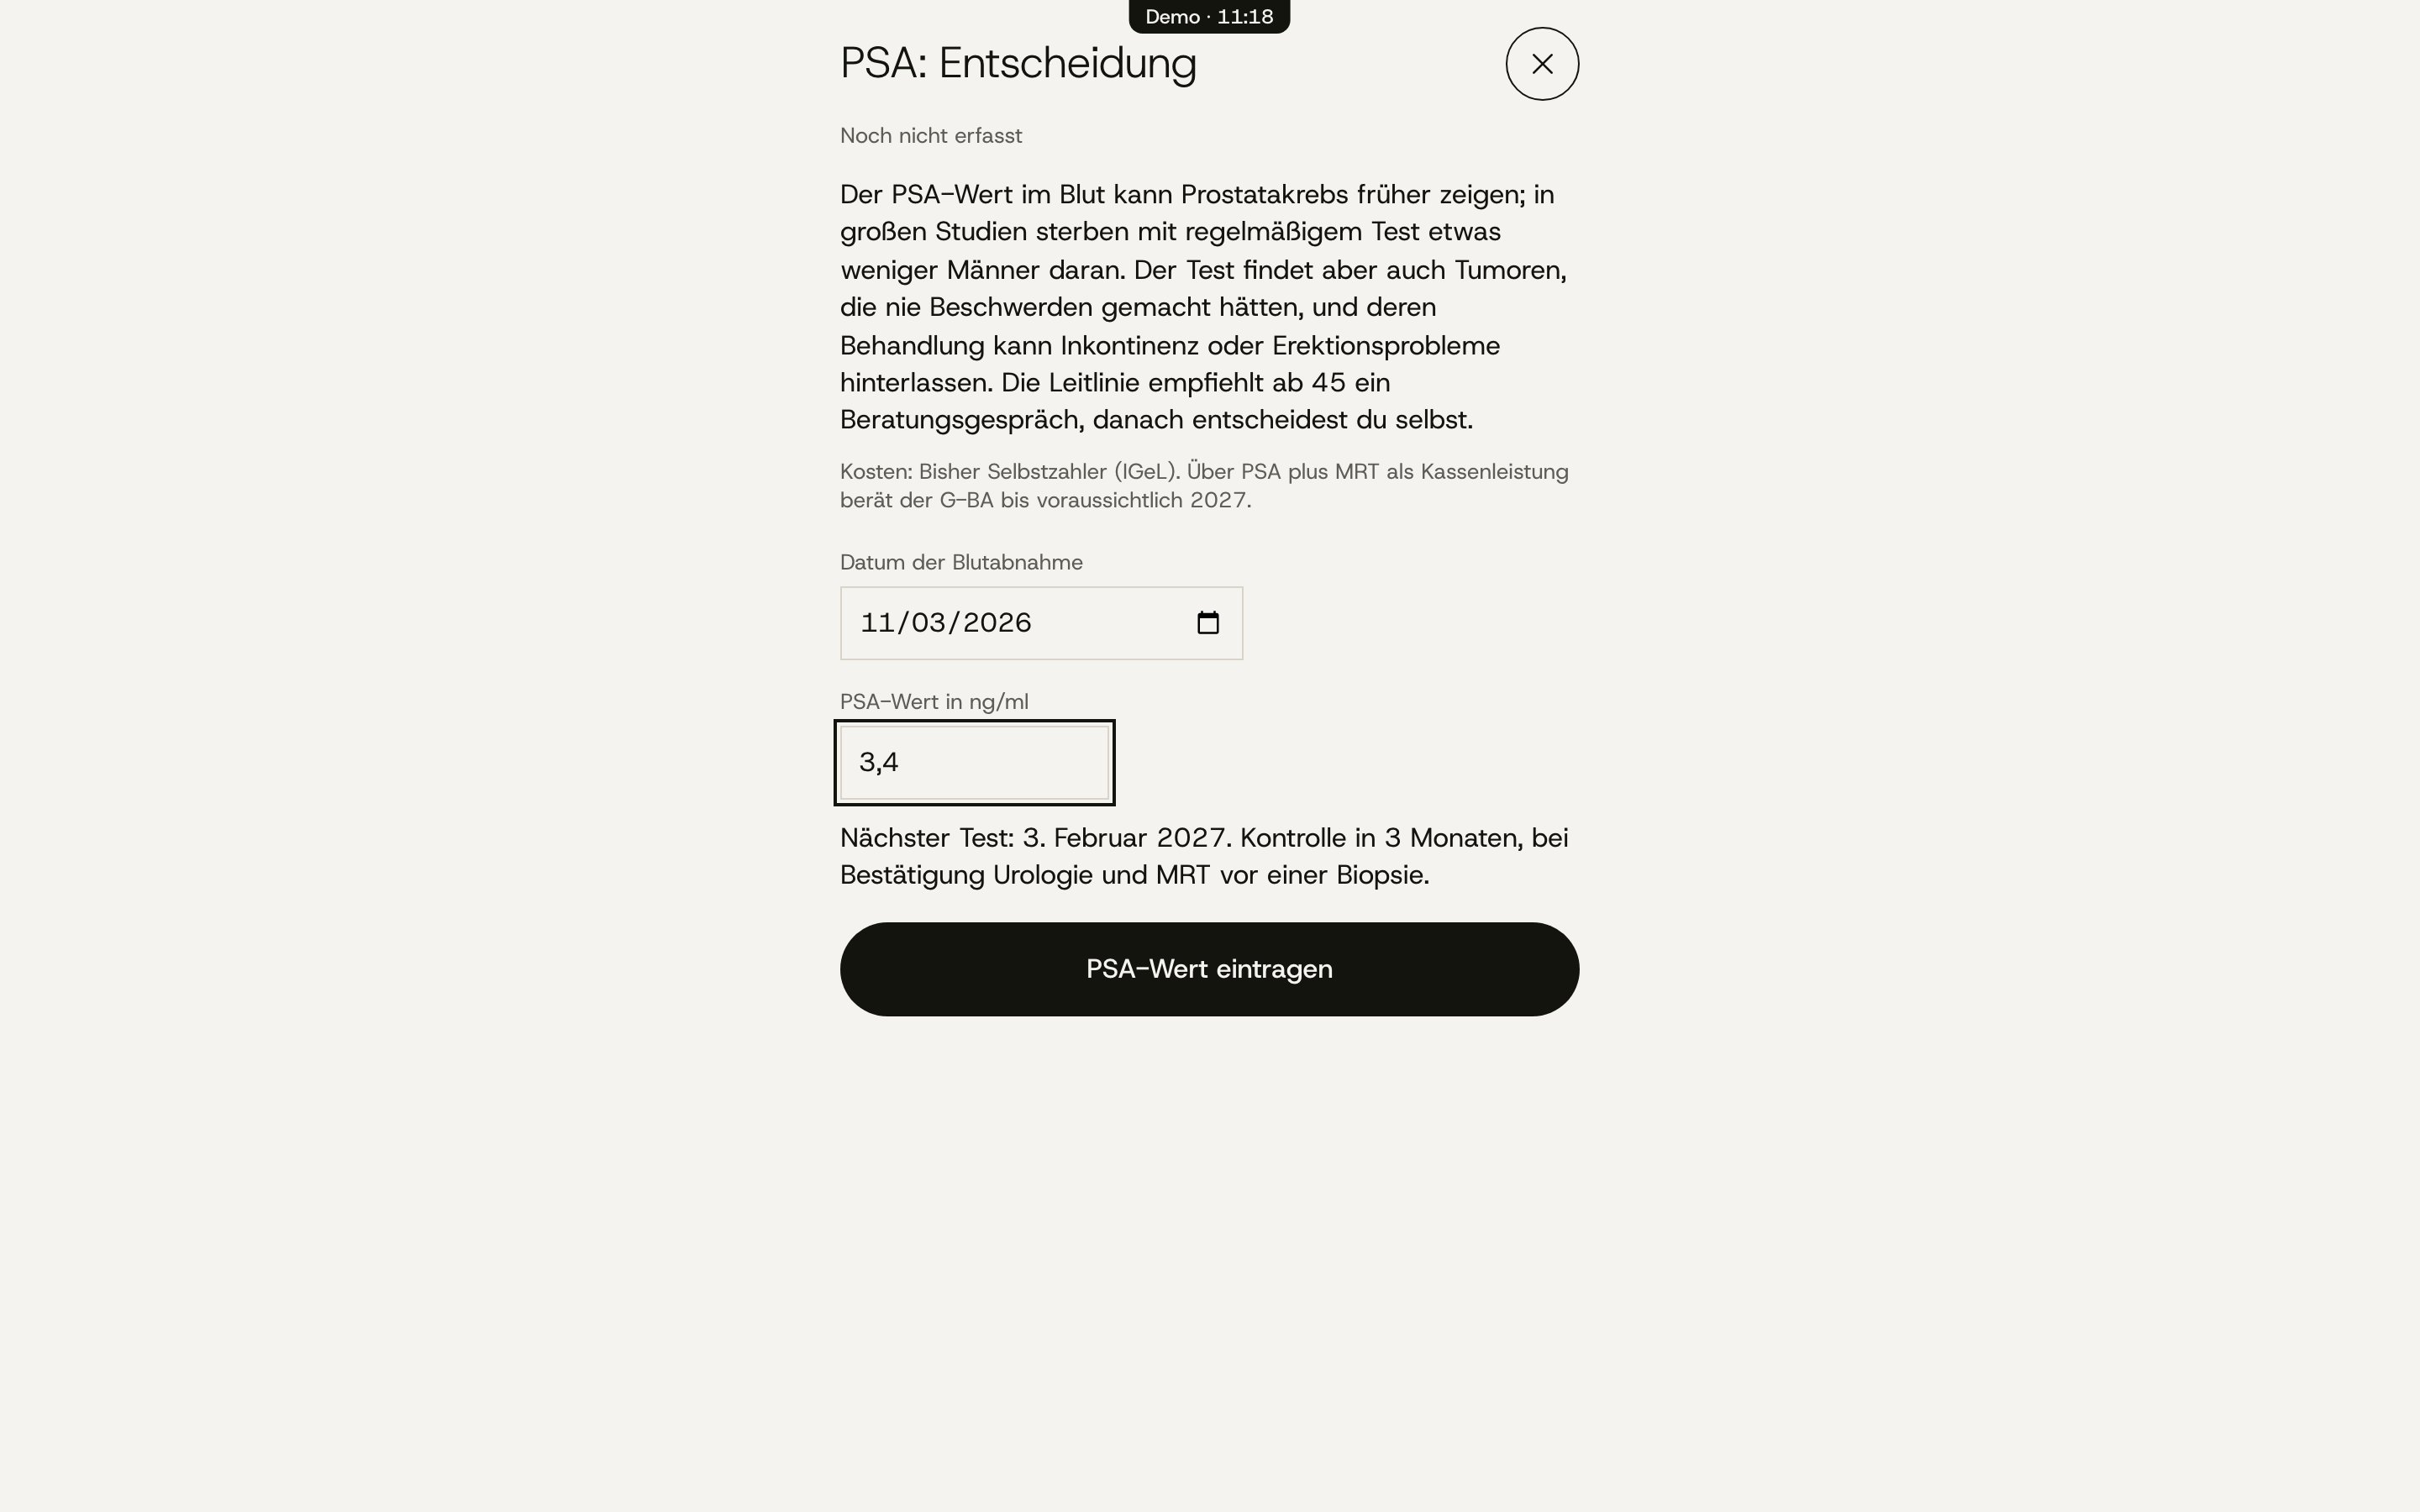 Demo · 11:18
PSA: Entscheidung
Noch nicht erfasst
Der PSA-Wert im Blut kann Prostatakrebs früher zeigen; in
großen Studien sterben mit regelmäßigem Test etwas
weniger Männer daran. Der Test findet aber auch Tumoren,
die nie Beschwerden gemacht hätten, und deren
Behandlung kann Inkontinenz oder Erektionsprobleme
hinterlassen. Die Leitlinie empfiehlt ab 45 ein
Beratungsgespräch, danach entscheidest du selbst.
Kosten: Bisher Selbstzahler (IGeL). Über PSA plus MRT als Kassenleistung
berät der G-BA bis voraussichtlich 2027.
Datum der Blutabnahme
11/03/2026
PSA-Wert in ng/ml
3,4
Nächster Test: 3. Februar 2027. Kontrolle in 3 Monaten, bei
Bestätigung Urologie und MRT vor einer Biopsie.
PSA-Wert eintragen